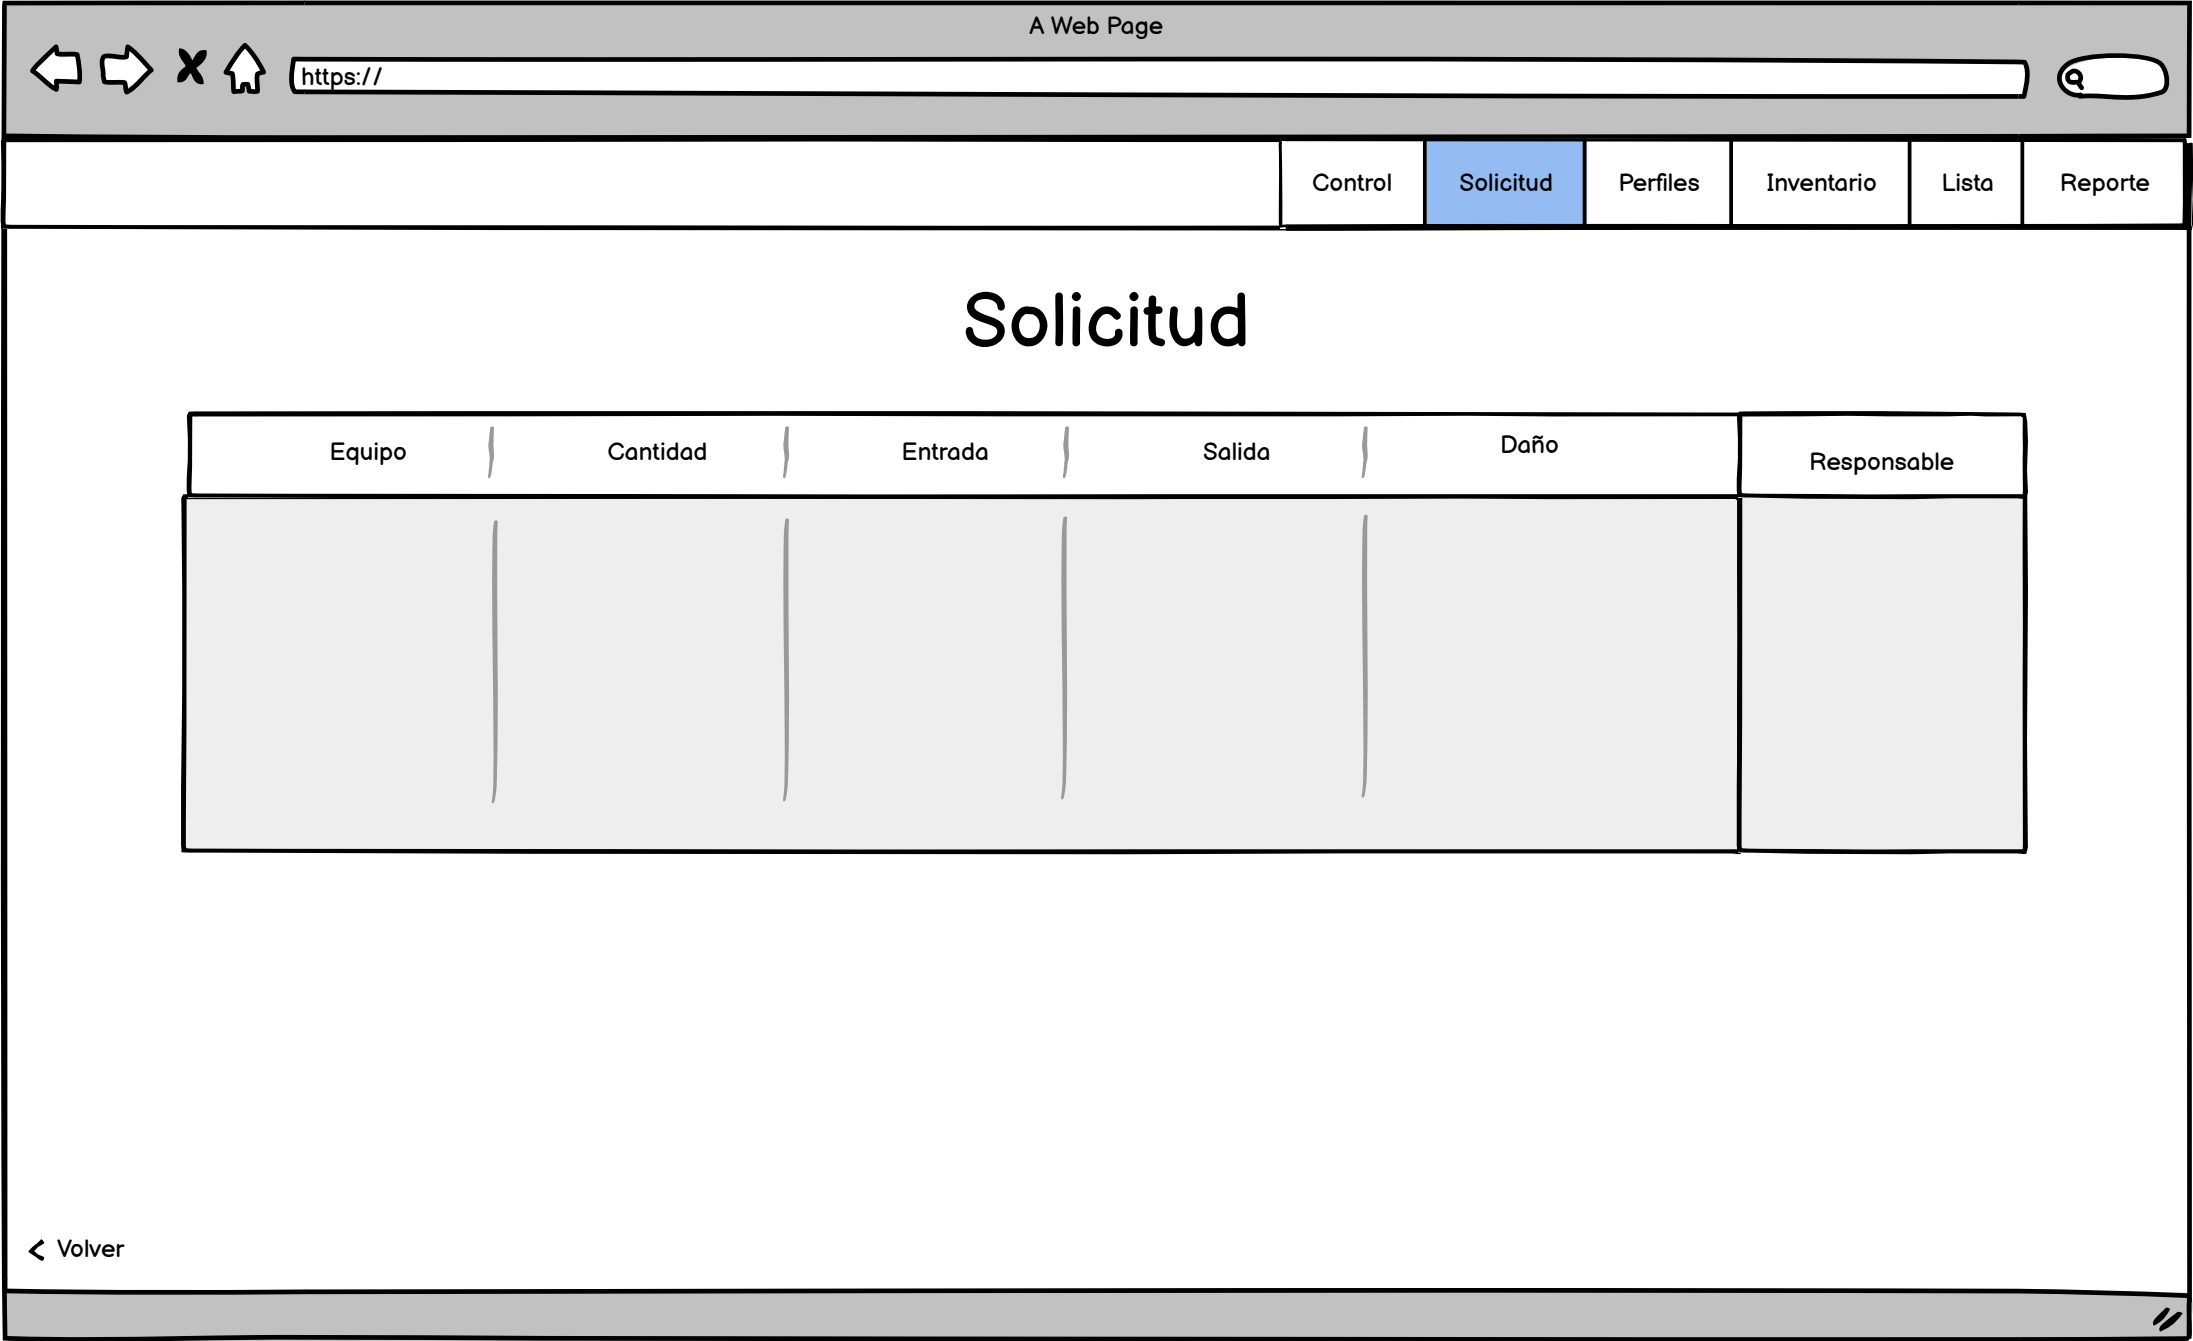 A Web Page
https://
Control Solicitud Perfiles Inventario Lista Reporte
Solicitud
Equipo Cantidad Entrada Salida Daño Responsable
Volver